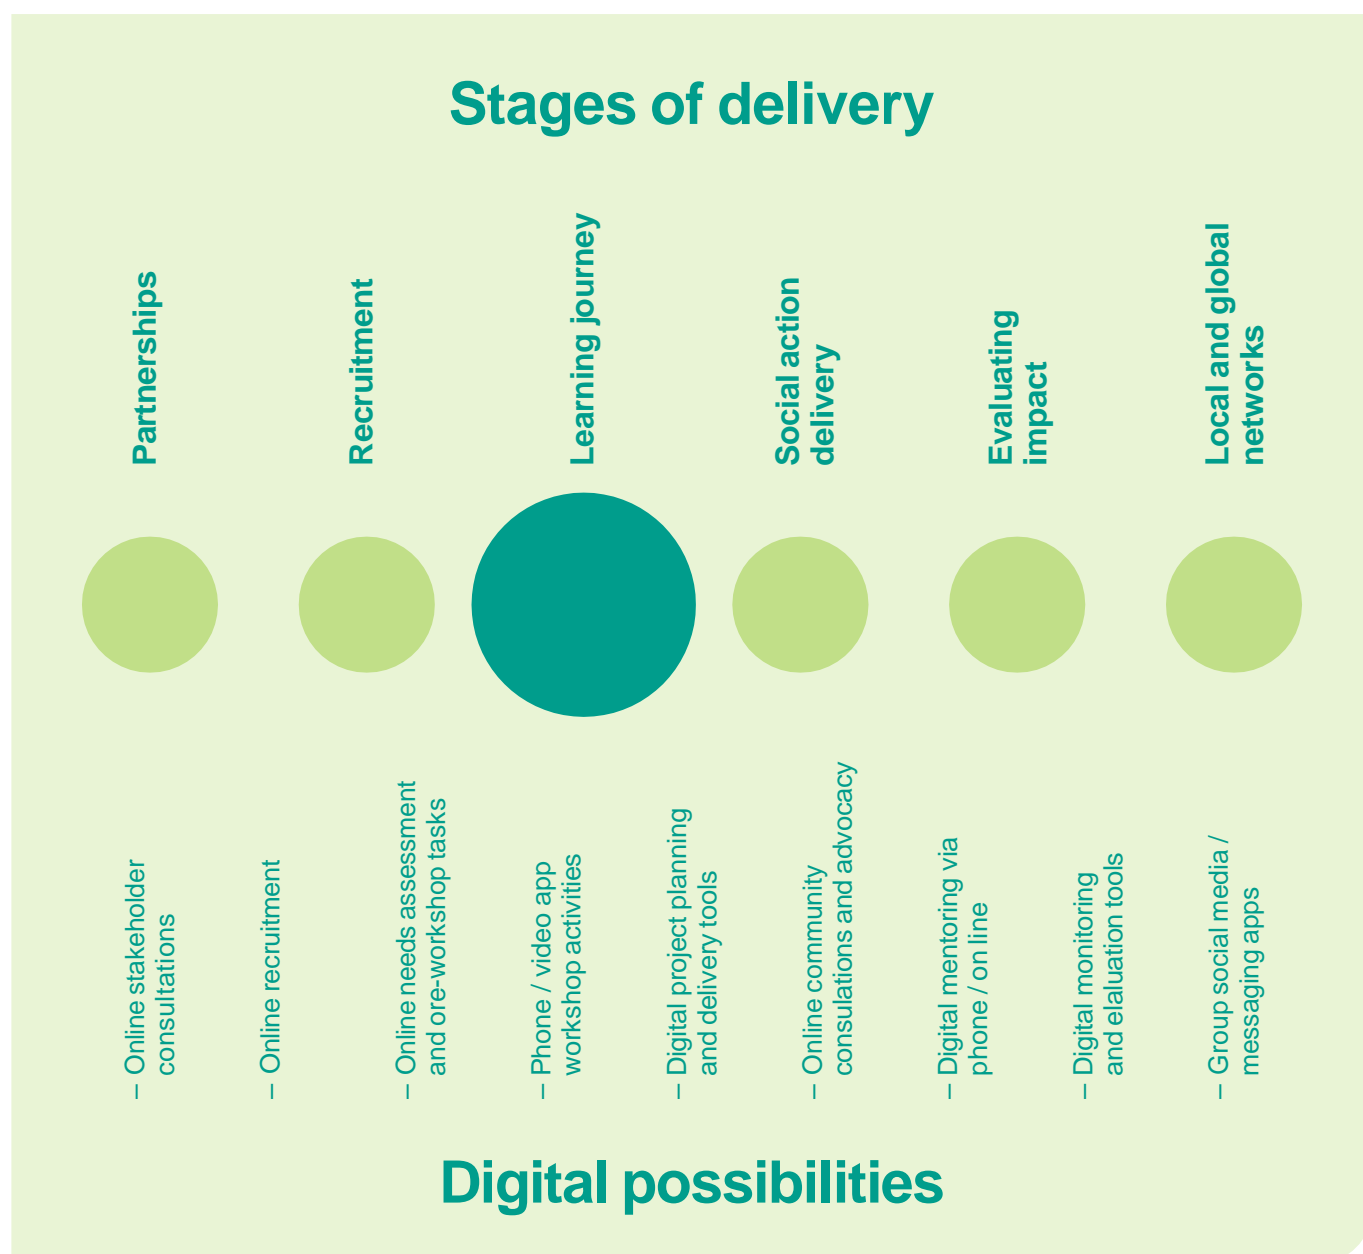 Stages of delivery
Partnerships
Recruitment
Learning journey
Social action
delivery
Evaluating
impact
Local and global
networks
– Online stakeholder
consultations
– Online recruitment
– Online needs assessment
and ore-workshop tasks
– Phone / video app
workshop activities
– Digital project planning
and delivery tools
– Online community
consulations and advocacy
– Digital mentoring via
phone / on line
– Digital monitoring
and elaluation tools
– Group social media /
messaging apps
Digital possibilities